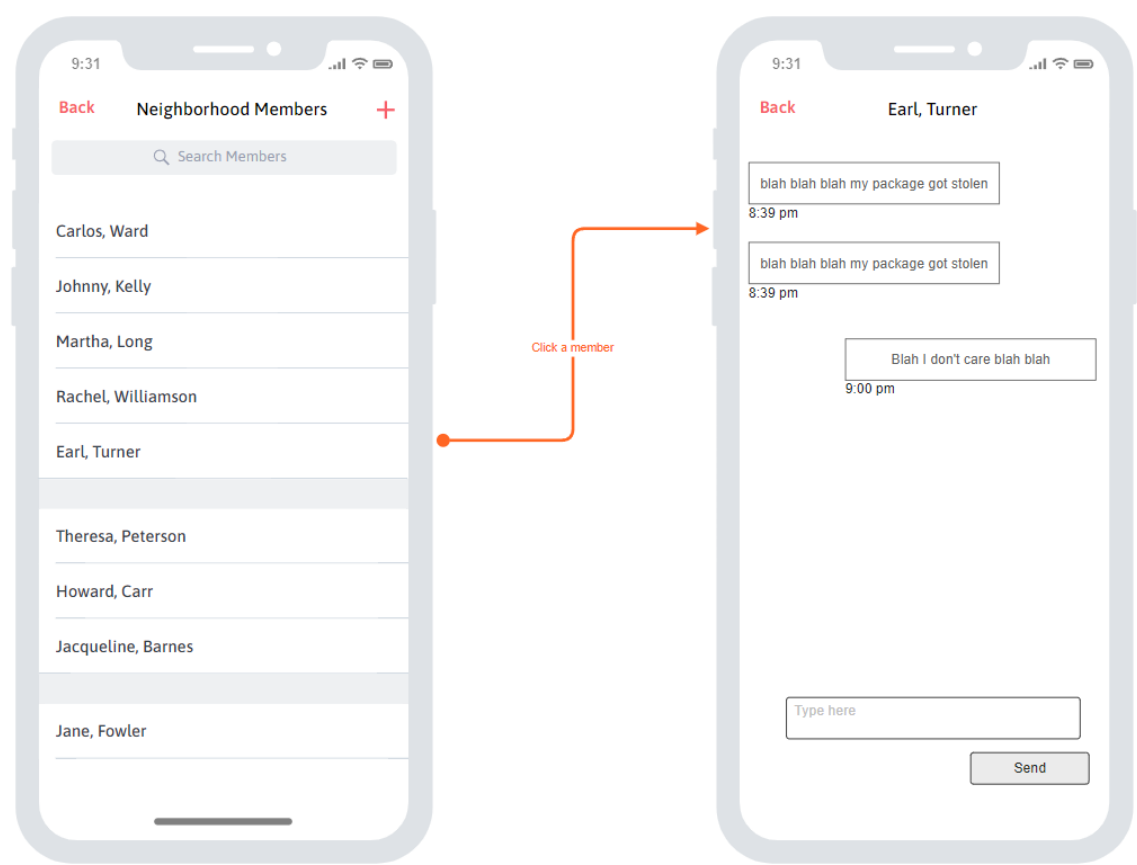 9:31
Back
Neighborhood Members
+
Search Members
Carlos, Ward
Johnny, Kelly
Martha, Long
Rachel, Williamson
Earl, Turner
Theresa, Peterson
Howard, Carr
Jacqueline, Barnes
Jane, Fowler
Click a member
9:31
Back
Earl, Turner
blah blah blah my package got stolen
8:39 pm
blah blah blah my package got stolen
8:39 pm
Blah I don't care blah blah
9:00 pm
Type here
Send